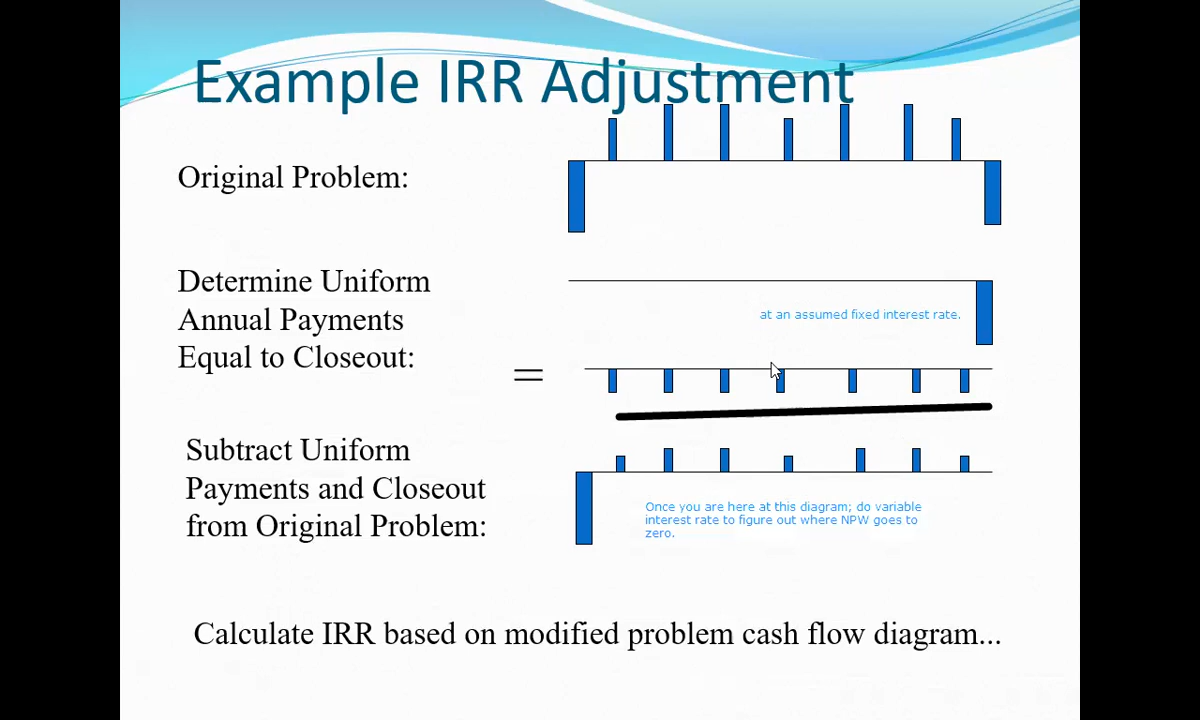 Example IRR Adjustment
Original Problem:
Determine Uniform
Annual Payments
Equal to Closeout:
at an assumed fixed interest rate.
=
Subtract Uniform
Payments and Closeout
from Original Problem:
Once you are here at this diagram; do variable
interest rate to figure out where NPW goes to
zero.
Calculate IRR based on modified problem cash flow diagram...